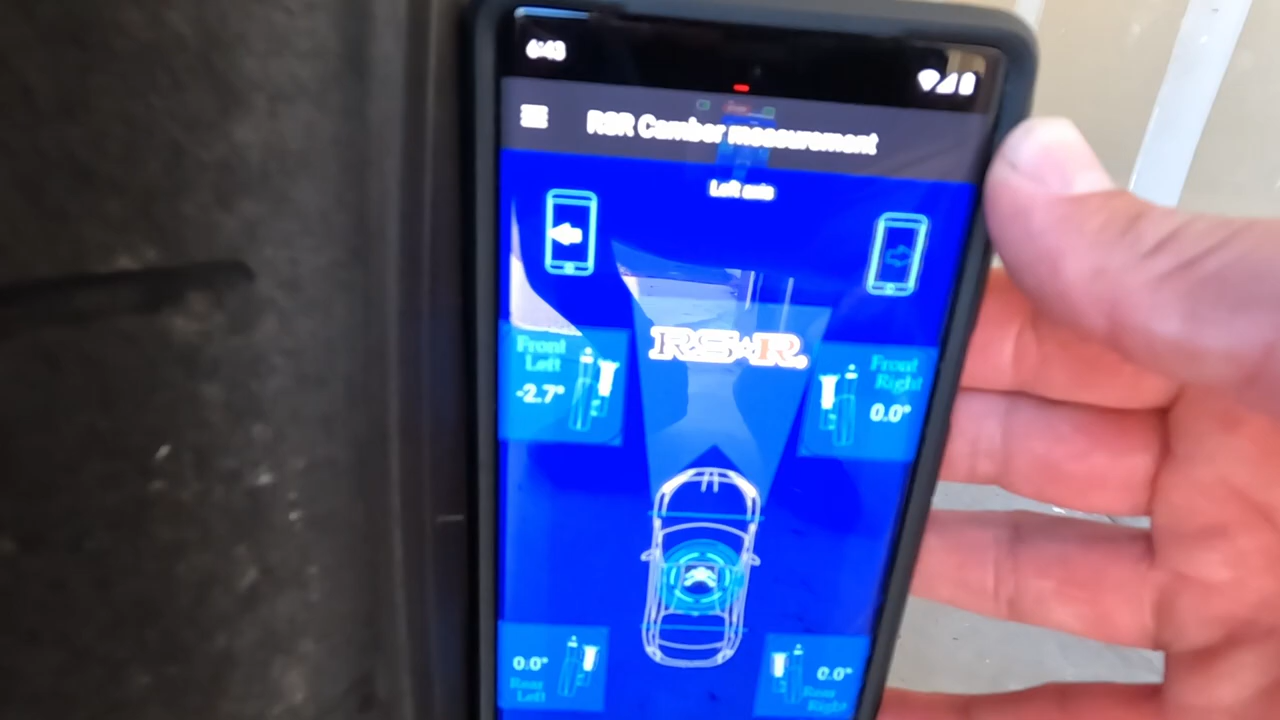 6:43
RSR Camber measurement
Left axis
RS★R
Front
Left
-2.7°
Front
Right
0.0°
0.0°
Rear
Left
0.0°
Rear
Right